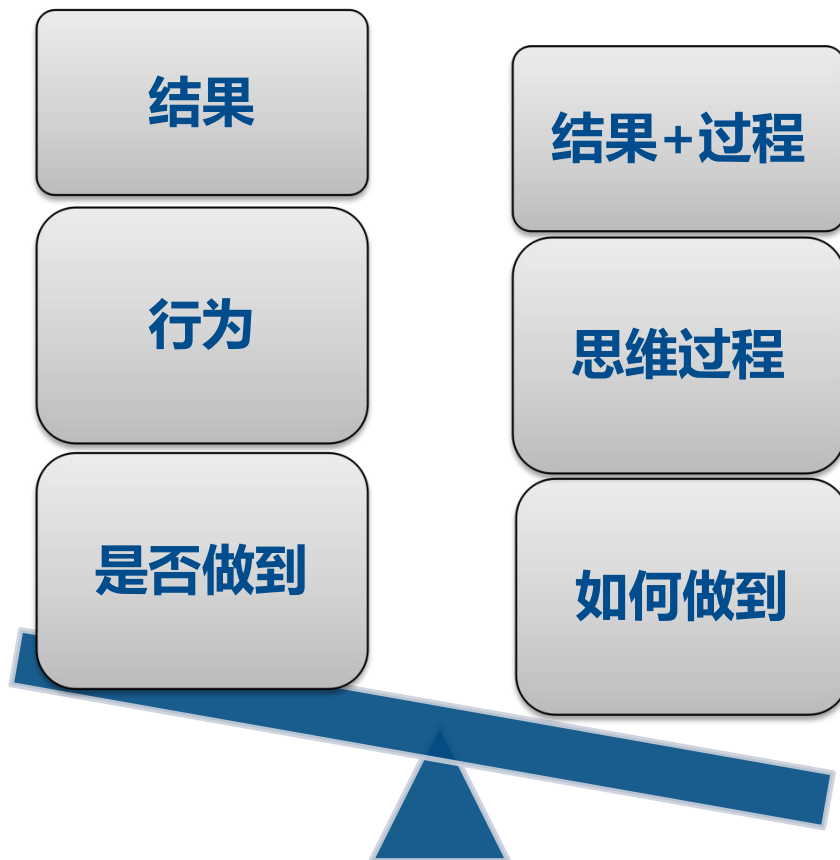 结果
行为
是否做到
结果+过程
思维过程
如何做到